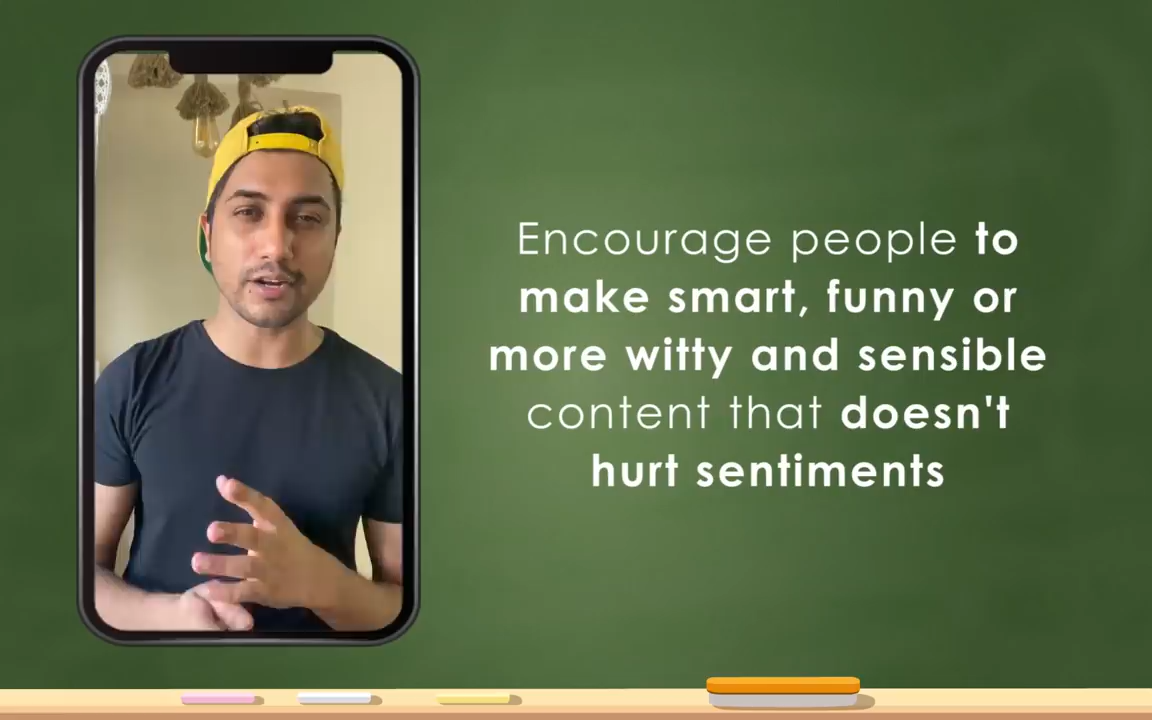 Encourage people to
make smart, funny or
more witty and sensible
content that doesn't
hurt sentiments